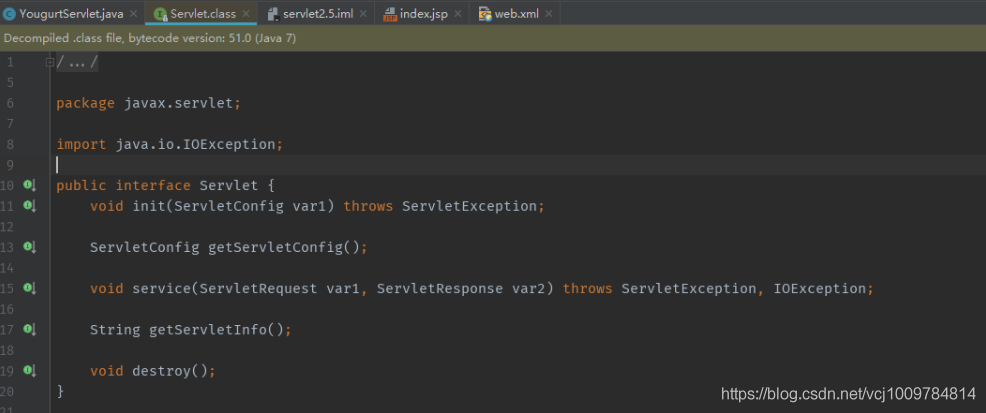 YougurtServlet.java
Servlet.class
servlet2.5.iml
index.jsp
web.xml
Decompiled .class file, bytecode version: 51.0 (Java 7)
1 /.../
5
6 package javax.servlet;
7
8 import java.io.IOException;
9
10 public interface Servlet {
11 void init(ServletConfig var1) throws ServletException;
12
13 ServletConfig getServletConfig();
14
15 void service(ServletRequest var1, ServletResponse var2) throws ServletException, IOException;
16
17 String getServletInfo();
18
19 void destroy();
20 }
21
https://blog.csdn.net/vcj1009784814